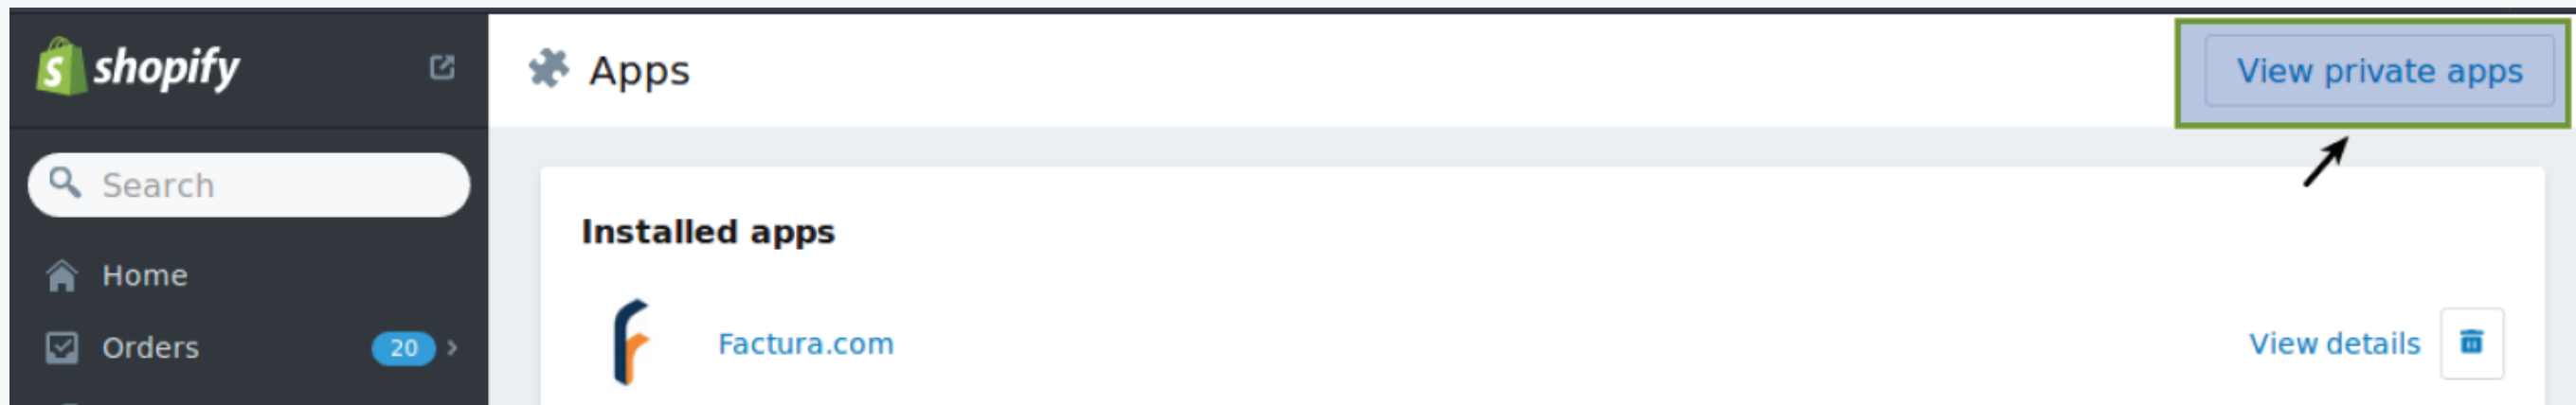 shopify
Apps
View private apps
Search
Installed apps
Home
Orders 20
Factura.com
View details